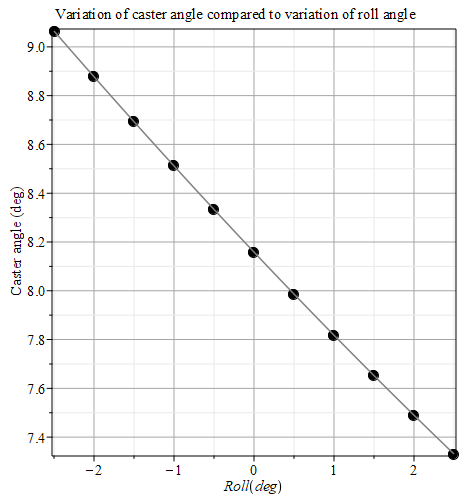 Variation of caster angle compared to variation of roll angle
Caster angle (deg)
9.0
8.8
8.6
8.4
8.2
8.0
7.8
7.6
7.4
−2 −1 0 1 2
Roll(deg)